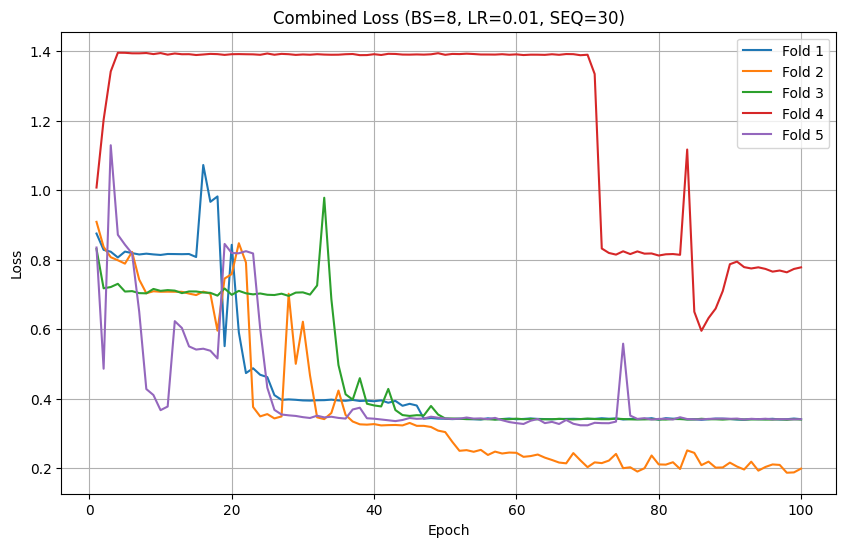 Combined Loss (BS=8, LR=0.01, SEQ=30)
Loss
1.4
1.2
1.0
0.8
0.6
0.4
0.2
Fold 1
Fold 2
Fold 3
Fold 4
Fold 5
0 20 40 60 80 100
Epoch